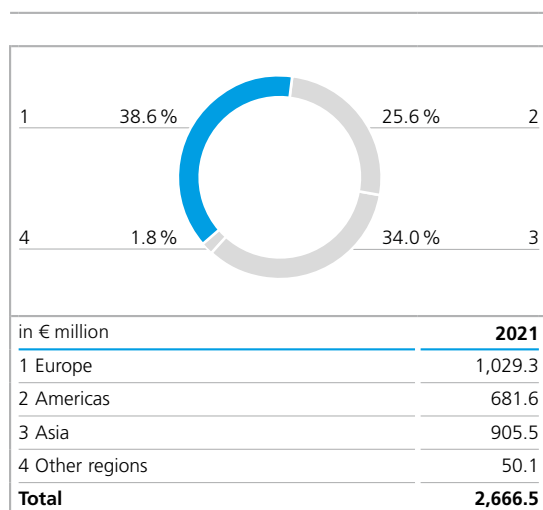 1 38.6 % 25.6 % 2
4 1.8 % 34.0 % 3
in € million 2021
1 Europe 1,029.3
2 Americas 681.6
3 Asia 905.5
4 Other regions 50.1
Total 2,666.5